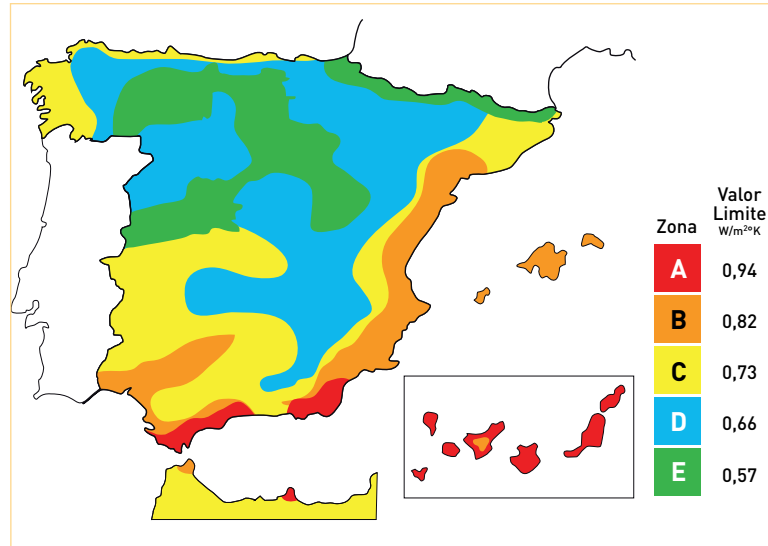 Zona
Valor
Limite
W/m²ºK
A 0,94
B 0,82
C 0,73
D 0,66
E 0,57